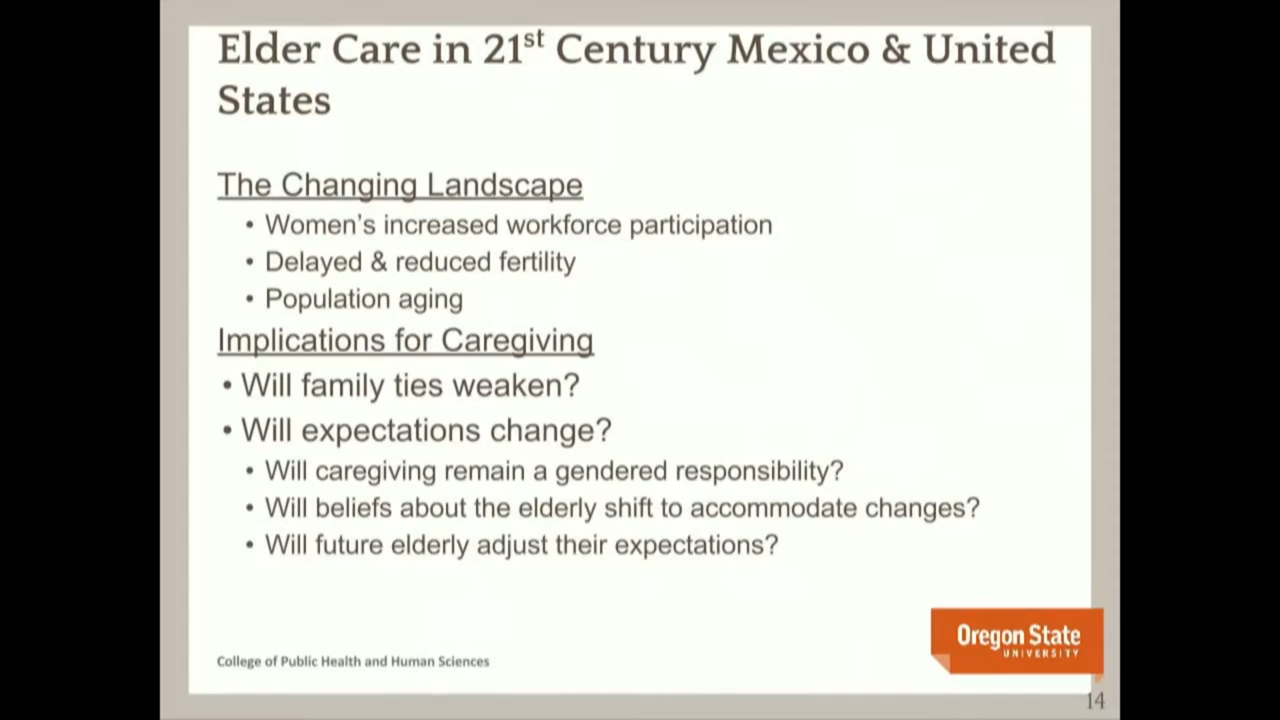 Elder Care in 21st Century Mexico & United
States
The Changing Landscape
• Women's increased workforce participation
• Delayed & reduced fertility
• Population aging
Implications for Caregiving
• Will family ties weaken?
• Will expectations change?
• Will caregiving remain a gendered responsibility?
• Will beliefs about the elderly shift to accommodate changes?
• Will future elderly adjust their expectations?
Oregon State
UNIVERSITY
College of Public Health and Human Sciences
14